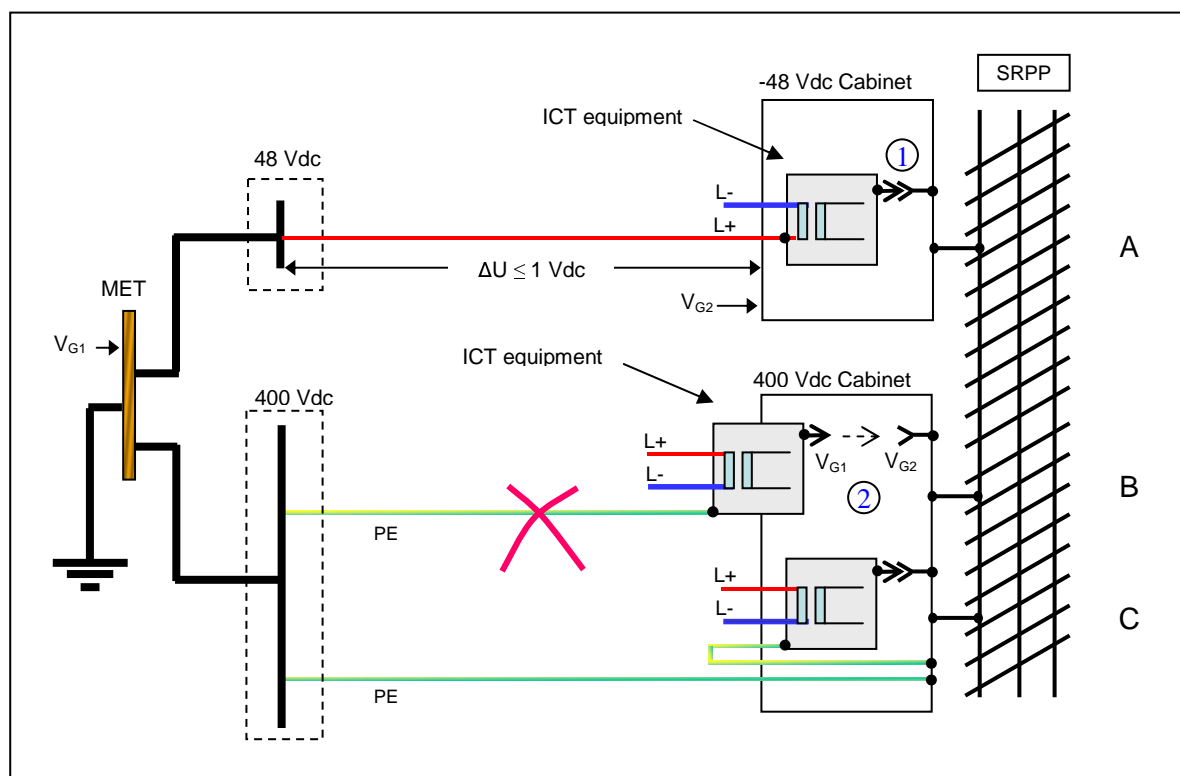 SRPP
-48 Vdc Cabinet
ICT equipment
48 Vdc
1
L-
L+
A
ΔU ≤ 1 Vdc
MET
VG2
VG1
ICT equipment
400 Vdc Cabinet
400 Vdc
L+
L-
VG1
VG2
B
2
PE
L+
L-
C
PE